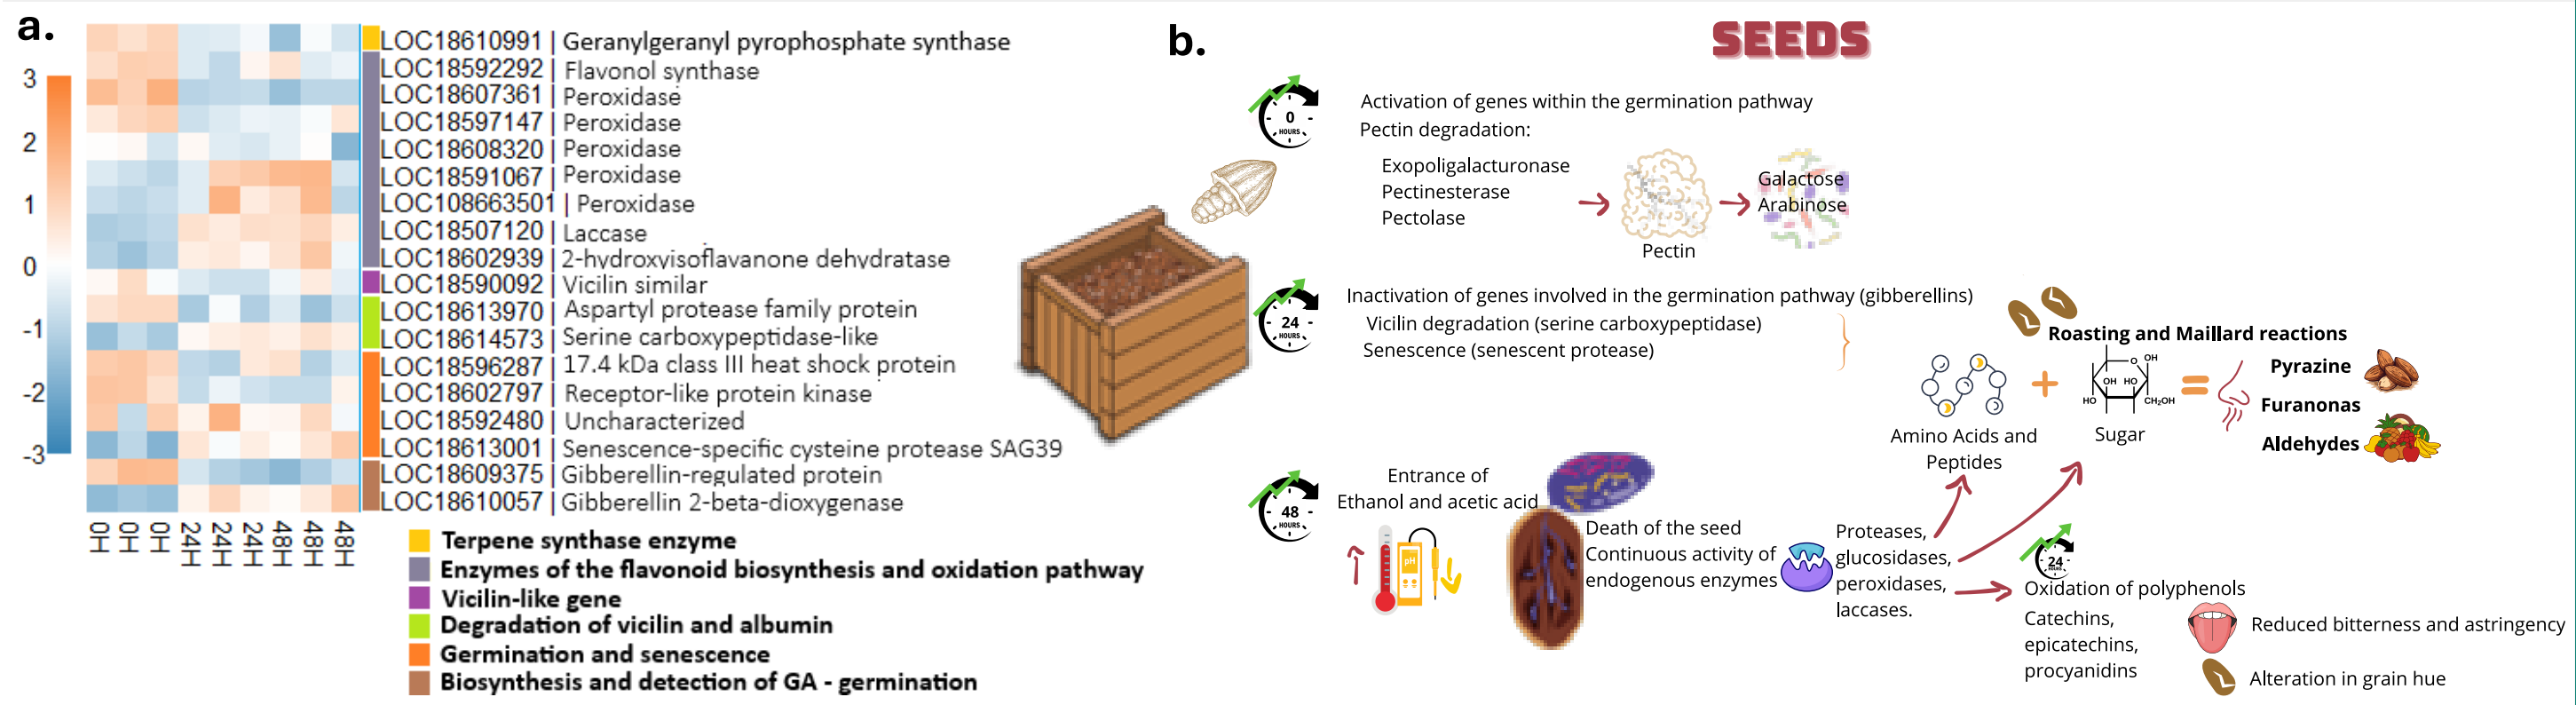 a.
3
2
1
0
-1
-2
-3
LOC18610991 | Geranylgeranyl pyrophosphate synthase
LOC18592292 | Flavonol synthase
LOC18607361 | Peroxidase
LOC18597147 | Peroxidase
LOC18608320 | Peroxidase
LOC18591067 | Peroxidase
LOC108663501 | Peroxidase
LOC18507120 | Laccase
LOC18602939 | 2-hydroxyisoflavanone dehydratase
LOC18590092 | Vicilin similar
LOC18613970 | Aspartyl protease family protein
LOC18614573 | Serine carboxypeptidase-like
LOC18596287 | 17.4 kDa class III heat shock protein
LOC18602797 | Receptor-like protein kinase
LOC18592480 | Uncharacterized
LOC18613001 | Senescence-specific cysteine protease SAG39
LOC18609375 | Gibberellin-regulated protein
LOC18610057 | Gibberellin 2-beta-dioxygenase
0H 0H 0H 24H 24H 24H 48H 48H 48H
Terpene synthase enzyme
Enzymes of the flavonoid biosynthesis and oxidation pathway
Vicilin-like gene
Degradation of vicilin and albumin
Germination and senescence
Biosynthesis and detection of GA - germination
b.
SEEDS
0
HOURS
Activation of genes within the germination pathway
Pectin degradation:
Exopoligalacturonase
Pectinesterase
Pectolase
Pectin
Galactose
Arabinose
24
HOURS
Inactivation of genes involved in the germination pathway (gibberellins)
Vicilin degradation (serine carboxypeptidase)
Senescence (senescent protease)
Roasting and Maillard reactions
Amino Acids and
Peptides
+
O OH
OH HO
HO CH₂OH
Sugar
=
Pyrazine
Furanonas
Aldehydes
48
HOURS
Entrance of
Ethanol and acetic acid
pH
Death of the seed
Continuous activity of
endogenous enzymes
Proteases,
glucosidases,
peroxidases,
laccases.
24
HOURS
Oxidation of polyphenols
Catechins,
epicatechins,
procyanidins
Reduced bitterness and astringency
Alteration in grain hue